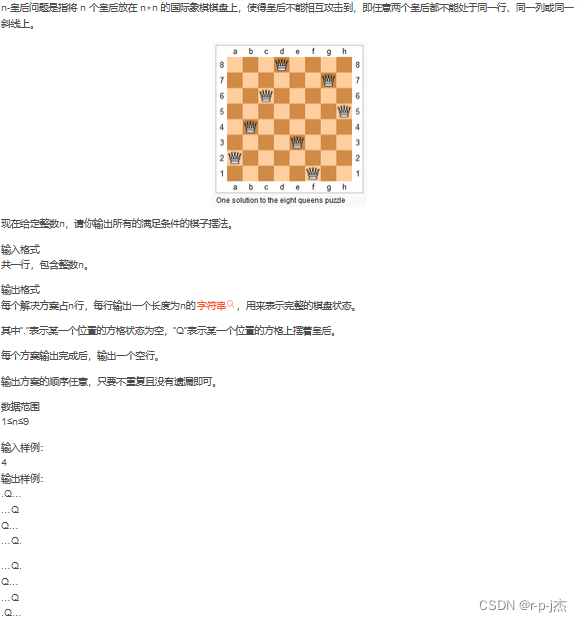 n-皇后问题是指将 n 个皇后放在 n∗n 的国际象棋棋盘上，使得皇后不能相互攻击到，即任意两个皇后都不能处于同一行、同一列或同一
斜线上。
a b c d e f g h
8 8
7 7
6 6
5 5
4 4
3 3
2 2
1 1
a b c d e f g h
One solution to the eight queens puzzle
现在给定整数n，请你输出所有的满足条件的棋子摆法。
输入格式
共一行，包含整数n。
输出格式
每个解决方案占n行，每行输出一个长度为n的字符串，用来表示完整的棋盘状态。
其中"."表示某一个位置的方格状态为空，"Q"表示某一个位置的方格上摆着皇后。
每个方案输出完成后，输出一个空行。
输出方案的顺序任意，只要不重复且没有遗漏即可。
数据范围
1≤n≤9
输入样例：
4
输出样例：
.Q…
…Q
Q…
…Q.
…Q.
Q…
…Q
.Q…
CSDN @r-p-j杰